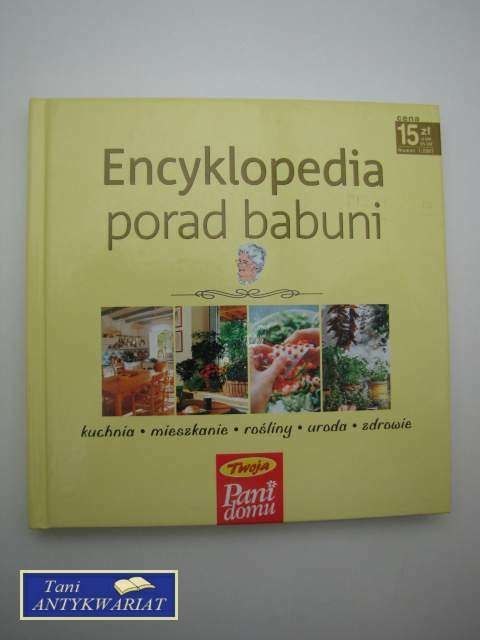 cena
15 zł
Encyklopedia
porad babuni
kuchnia • mieszkanie • rośliny • uroda • zdrowie
Twoja
Pani
domu
Tani
ANTYKWARIAT